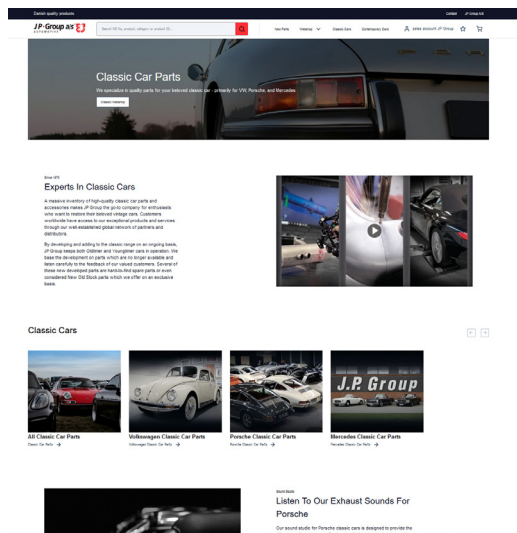 Danish quality products
Contact JP Group A/S
JP Group a/s
AUTOMOTIVE
New Parts Webshop Classic Cars Contemporary Cars
Classic Car Parts
We specialize in quality parts for your beloved classic car - primarily for VW, Porsche, and Mercedes.
Classic Webshop
Since 1975
Experts In Classic Cars
A massive inventory of high-quality classic car parts and
accessories makes JP Group the go-to company for enthusiasts
who want to restore their beloved vintage cars. Customers
worldwide have access to our exceptional products and services
through our well-established global network of partners and
distributors.
By developing and adding to the classic range on an ongoing basis,
JP Group keeps both Oldtimer and Youngtimer cars in operation. We
base the development on parts which are no longer available and
listen carefully to the feedback of our valued customers. Several of
these new developed parts are hard-to-find spare parts or even
considered New Old Stock parts which we offer on an exclusive
basis.
Classic Cars
J.P. Group
All Classic Car Parts
Classic Car Parts →
Volkswagen Classic Car Parts
Volkswagen Classic Car Parts →
Porsche Classic Car Parts
Porsche Classic Car Parts →
Mercedes Classic Car Parts
Mercedes Classic Car Parts →
Sound Studio
Listen To Our Exhaust Sounds For
Porsche
Our sound studio for Porsche classic cars is designed to provide the